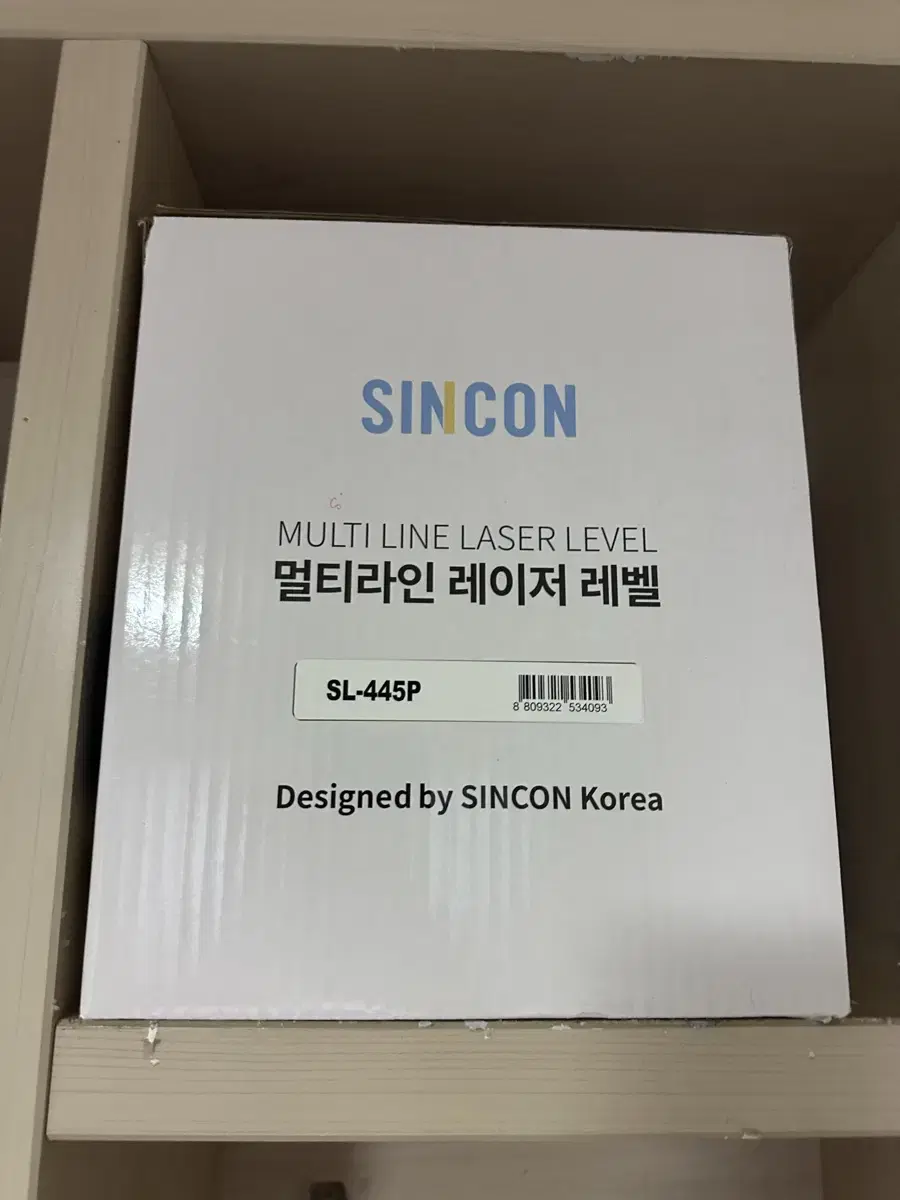 SINCON
MULTI LINE LASER LEVEL
멀티라인 레이저 레벨
SL-445P
8 809322 534093
Designed by SINCON Korea